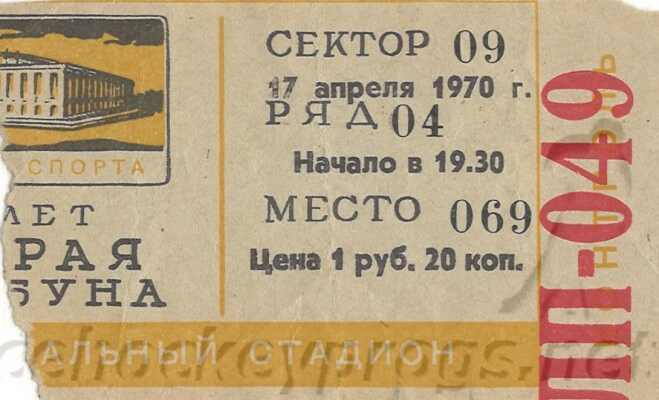 СПОРТА
ЛЕТ
РАЯ
БУНА
СЕКТОР 09
17 апреля 1970 г.
РЯД 04
Начало в 19.30
МЕСТО 069
Цена 1 руб. 20 коп.
АЛЬНЫЙ СТАДИОН
КОНТРОЛЬ
ПП-049